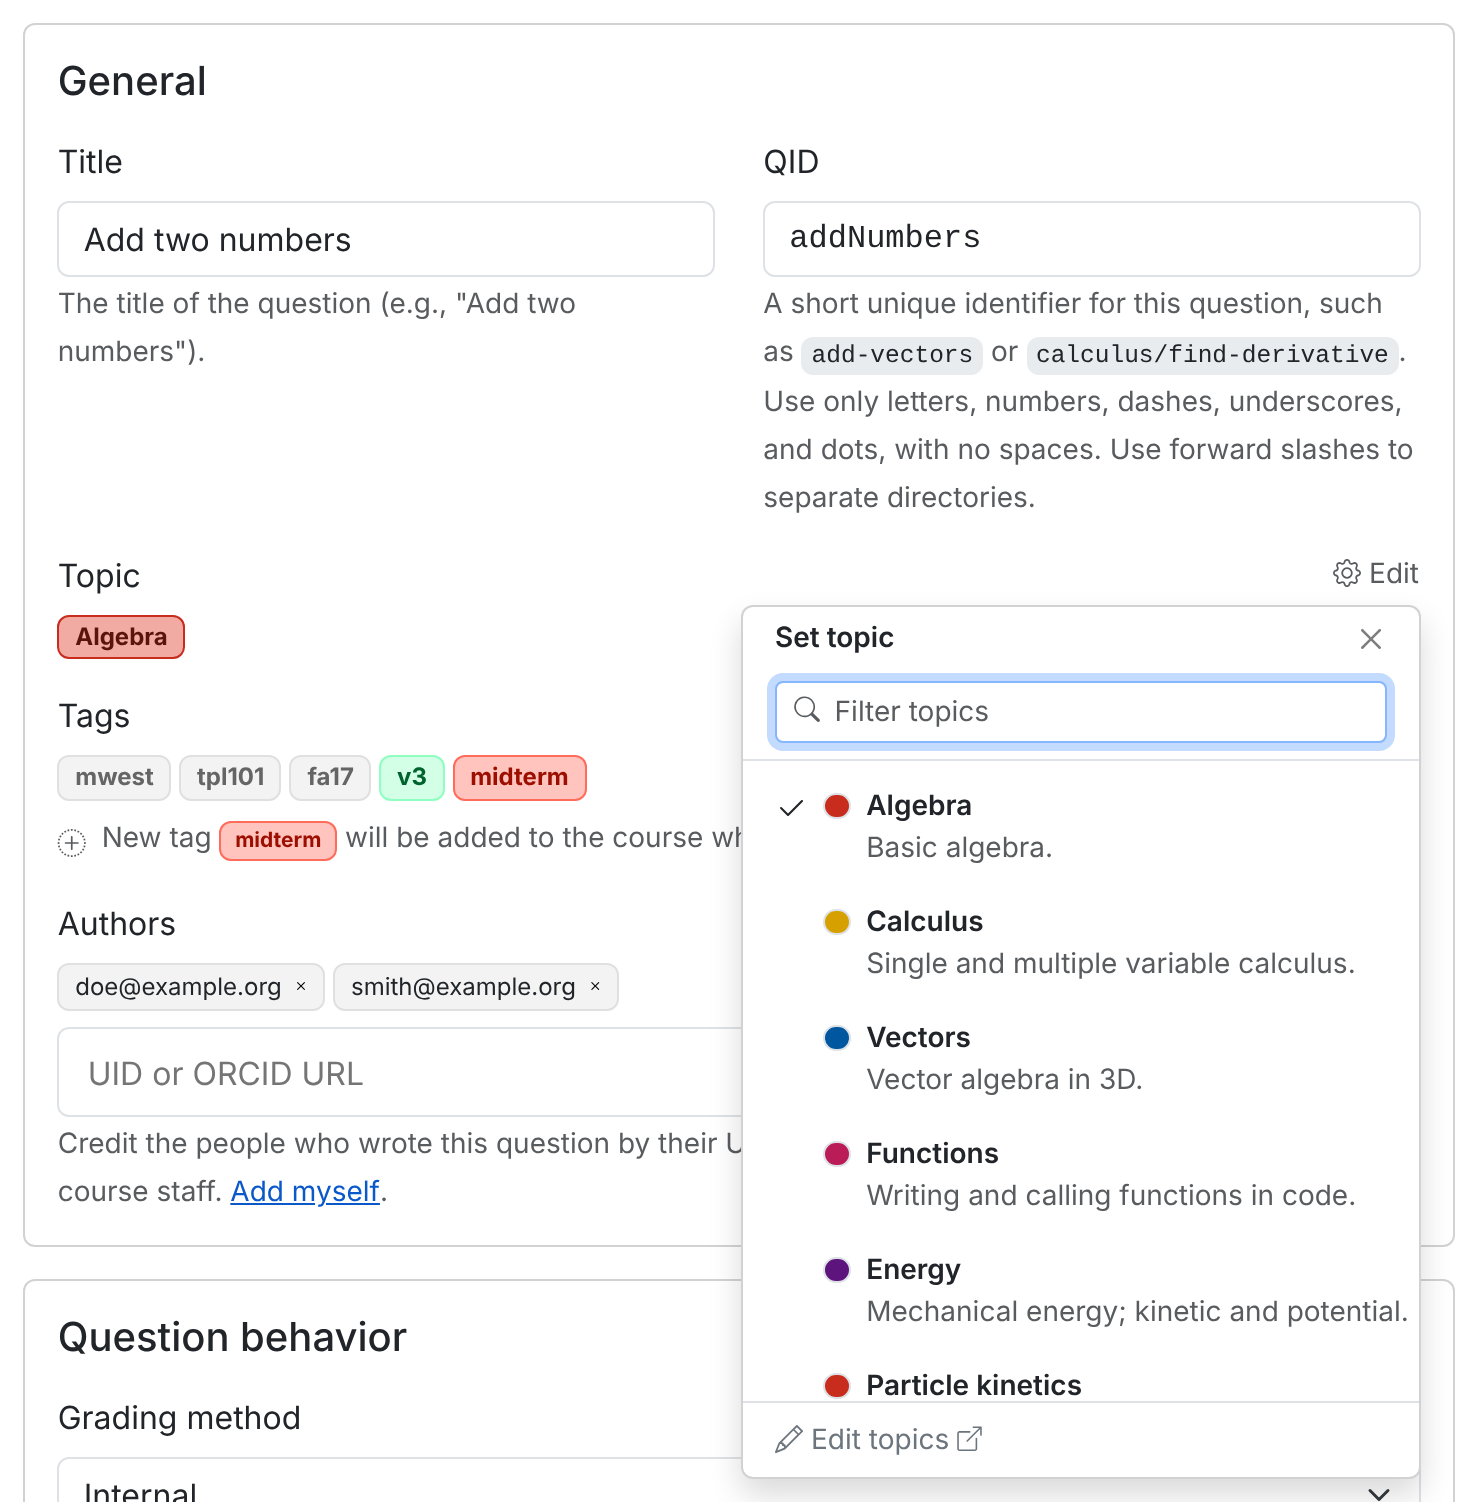 General
Title
QID
Add two numbers
addNumbers
The title of the question (e.g., "Add two
numbers").
A short unique identifier for this question, such
as add-vectors or calculus/find-derivative.
Use only letters, numbers, dashes, underscores,
and dots, with no spaces. Use forward slashes to
separate directories.
Topic
Edit
Algebra
Tags
mwest tpl101 fa17 v3 midterm
New tag midterm will be added to the course
Authors
doe@example.org ×
smith@example.org ×
UID or ORCID URL
Credit the people who wrote this question by their
course staff. Add myself.
Set topic
Filter topics
Algebra
Basic algebra.
Calculus
Single and multiple variable calculus.
Vectors
Vector algebra in 3D.
Functions
Writing and calling functions in code.
Energy
Mechanical energy; kinetic and potential.
Particle kinetics
Edit topics
Question behavior
Grading method
Internal